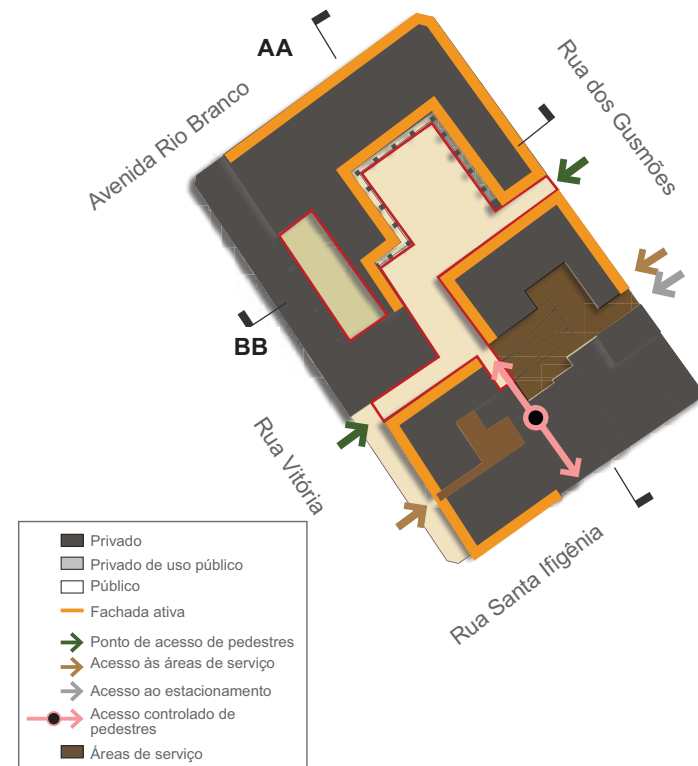 AA
Avenida Rio Branco
Rua dos Gusmões
BB
Rua Vitória
Rua Santa Ifigênia
Privado
Privado de uso público
Público
Fachada ativa
Ponto de acesso de pedestres
Acesso às áreas de serviço
Acesso ao estacionamento
Acesso controlado de
pedestres
Áreas de serviço